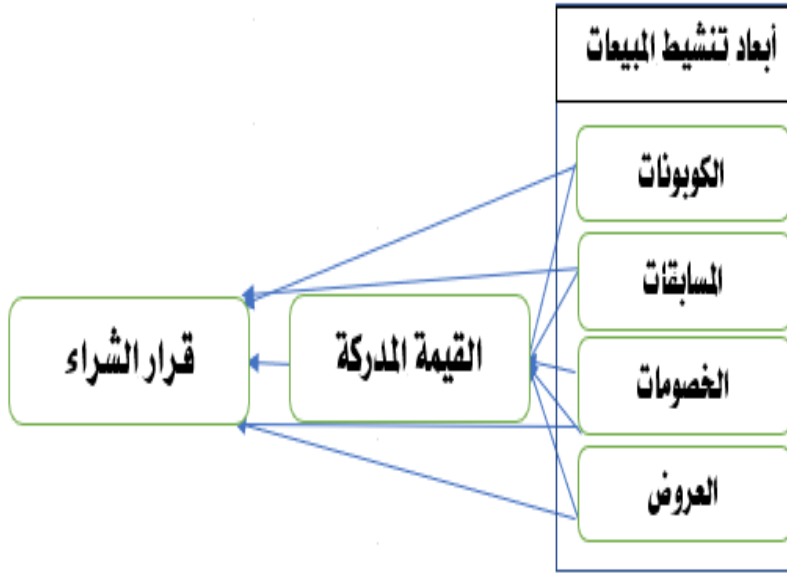 أبعاد تنشيط المبيعات
الكوبونات
المسابقات
الخصومات
العروض
القيمة المدركة
قرار الشراء